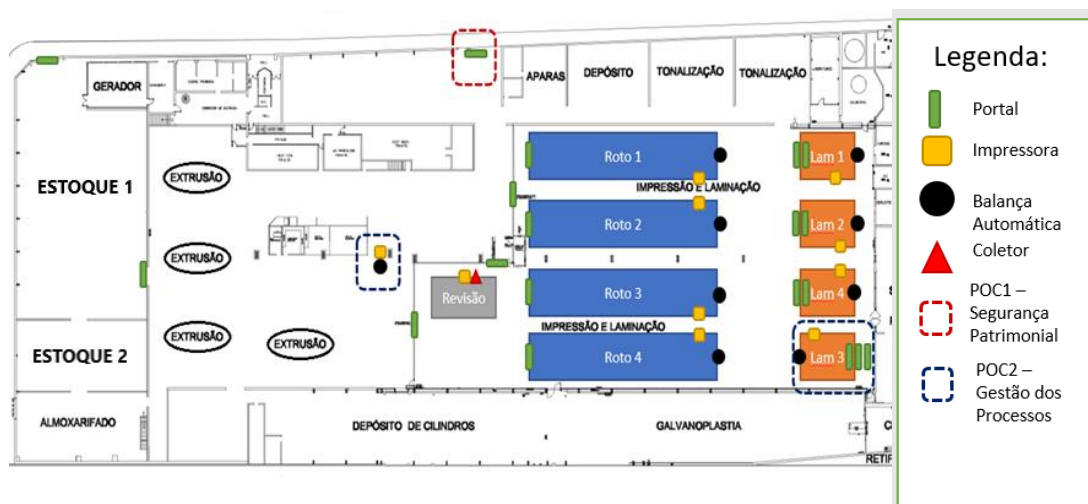 GERADOR
APARAS
DEPÓSITO
TONALIZAÇÃO
TONALIZAÇÃO
ESTOQUE 1
EXTRUSÃO
EXTRUSÃO
EXTRUSÃO
EXTRUSÃO
Roto 1
IMPRESSÃO E LAMINAÇÃO
Roto 2
Roto 3
IMPRESSÃO E LAMINAÇÃO
Roto 4
Lam 1
Lam 2
Lam 4
Lam 3
Revisão
ESTOQUE 2
ALMOXARIFADO
DEPÓSITO DE CILINDROS
GALVANOPLASTIA
C
RETIF
Legenda:
Portal
Impressora
Balança
Automática
Coletor
POC1 –
Segurança
Patrimonial
POC2 –
Gestão dos
Processos